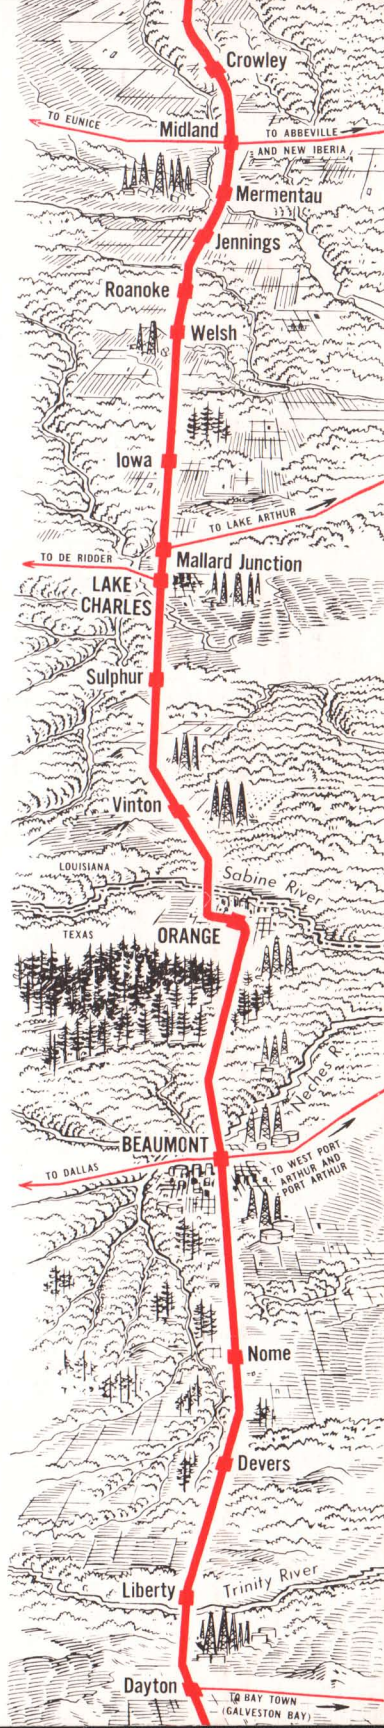 Crowley
TO EUNICE
Midland
TO ABBEVILLE
AND NEW IBERIA
Mermentau
Jennings
Roanoke
Welsh
Iowa
TO LAKE ARTHUR
TO DE RIDDER
Mallard Junction
LAKE
CHARLES
Sulphur
Vinton
LOUISIANA
Sabine River
TEXAS
ORANGE
Neches R.
BEAUMONT
TO DALLAS
TO WEST PORT
ARTHUR AND
PORT ARTHUR
Nome
Devers
Liberty
Trinity River
Dayton
TO BAY TOWN
(GALVESTON BAY)